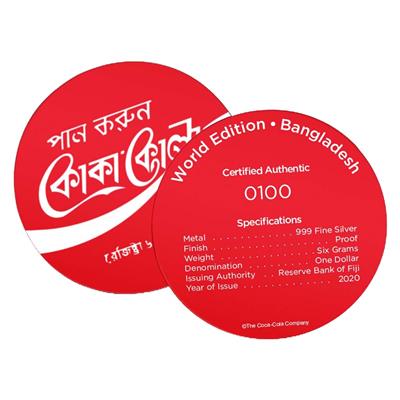 পান করুন
কোকা কোলা
World Edition • Bangladesh
Certified Authentic
0100
Specifications
Metal . . . . . . . . . . . . . . . . . 999 Fine Silver
Finish . . . . . . . . . . . . . . . . . . . . . . . Proof
Weight . . . . . . . . . . . . . . . . . . . Six Grams
Denomination . . . . . . . . . . . . . . One Dollar
Issuing Authority . . . . . Reserve Bank of Fiji
Year of Issue . . . . . . . . . . . . . . . . . . . . 2020
©The Coca-Cola Company